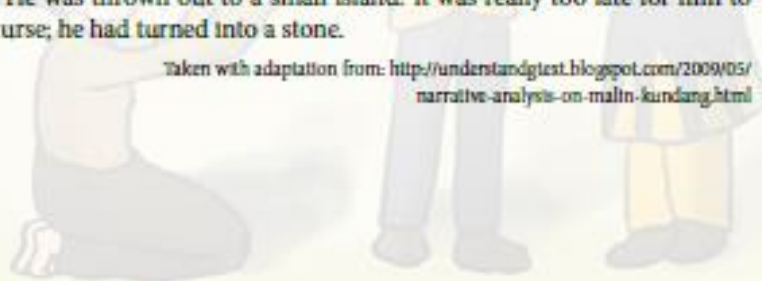 He was thrown out to a small island. It was really too late for him to
urse; he had turned into a stone.
Taken with adaptation from: http://understandgtext.blogspot.com/2009/05/
narrative-analysis-on-malin-kundang.html